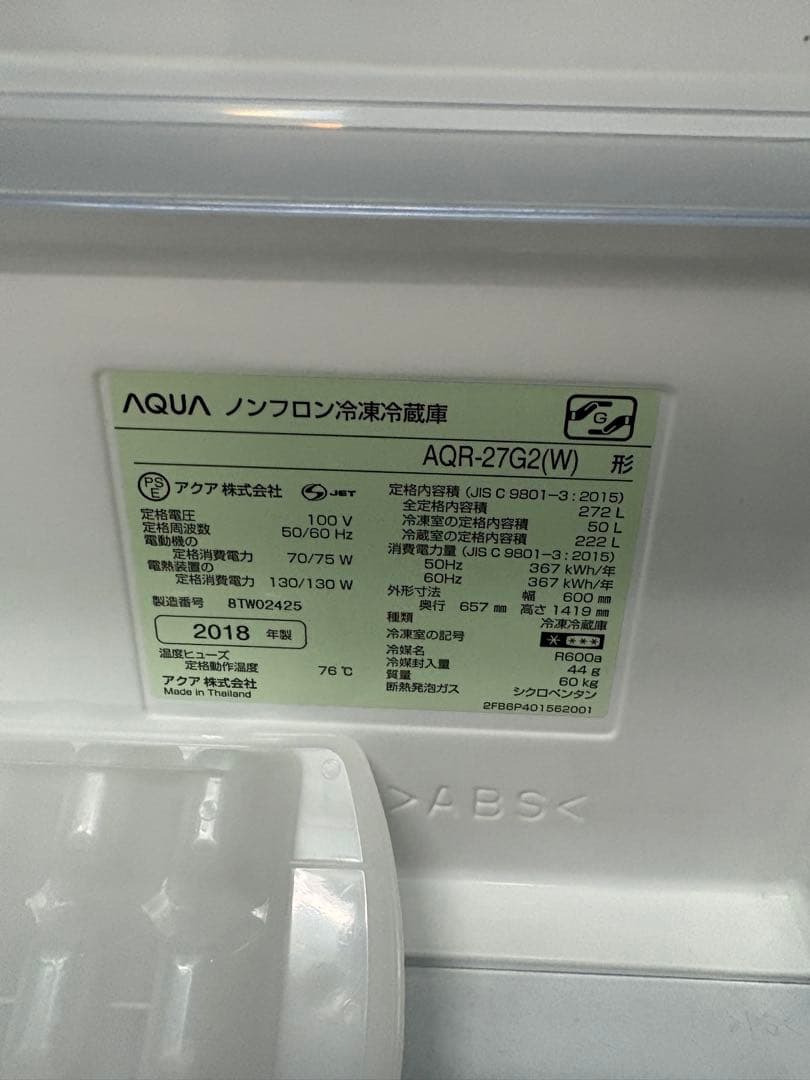 AQUA ノンフロン冷凍冷蔵庫
G
AQR-27G2(W) 形
PS E アクア 株式会社 S JET
定格電圧 100 V
定格周波数 50/60 Hz
電動機の
定格消費電力 70/75 W
電熱装置の
定格消費電力 130/130 W
製造番号 8TW02425
2018 年製
温度ヒューズ
定格動作温度 76 ℃
アクア 株式会社
Made in Thailand
定格内容積 (JIS C 9801-3 : 2015)
全定格内容積 272 L
冷凍室の定格内容積 50 L
冷蔵室の定格内容積 222 L
消費電力量 (JIS C 9801-3 : 2015)
50Hz 367 kWh/年
60Hz 367 kWh/年
外形寸法 幅 600 ㎜
奥行 657 ㎜ 高さ 1419 ㎜
種類 冷凍冷蔵庫
冷凍室の記号 * ***
冷媒名 R600a
冷媒封入量 44 g
質量 60 kg
断熱発泡ガス シクロペンタン
2FB6P401562001
>ABS<